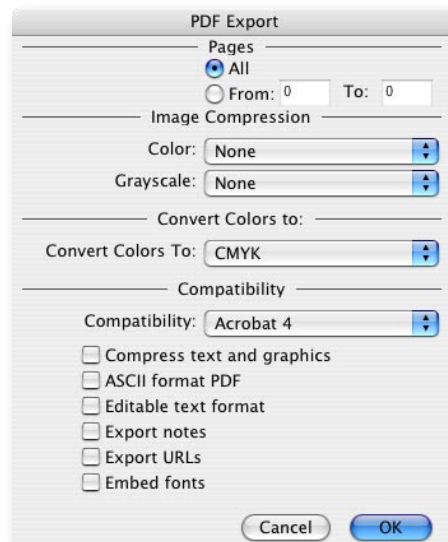 PDF Export
Pages
All
From: 0 To: 0
Image Compression
Color: None
Grayscale: None
Convert Colors to:
Convert Colors To: CMYK
Compatibility
Compatibility: Acrobat 4
Compress text and graphics
ASCII format PDF
Editable text format
Export notes
Export URLs
Embed fonts
Cancel OK